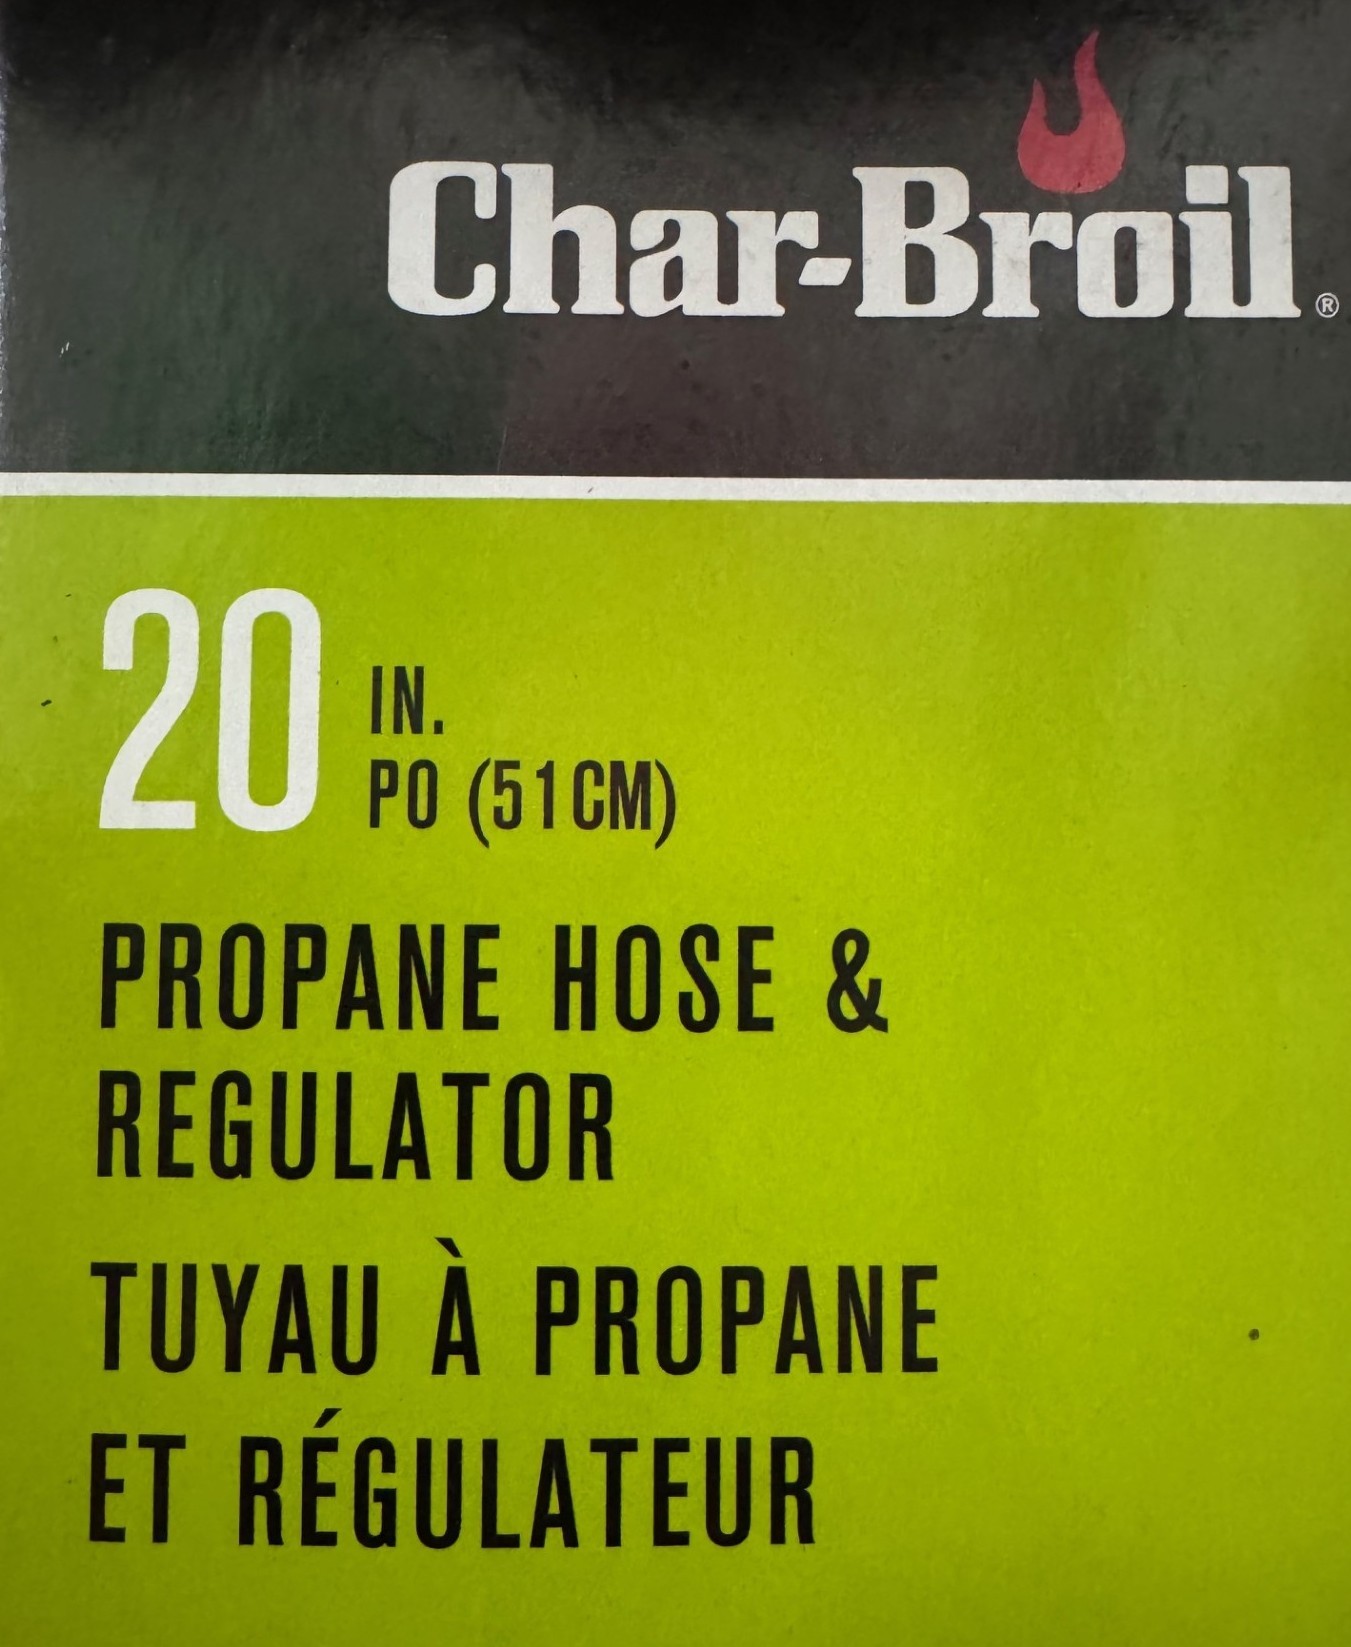 Char-Broil®
20 IN.
PO (51CM)
PROPANE HOSE &
REGULATOR
TUYAU À PROPANE
ET RÉGULATEUR